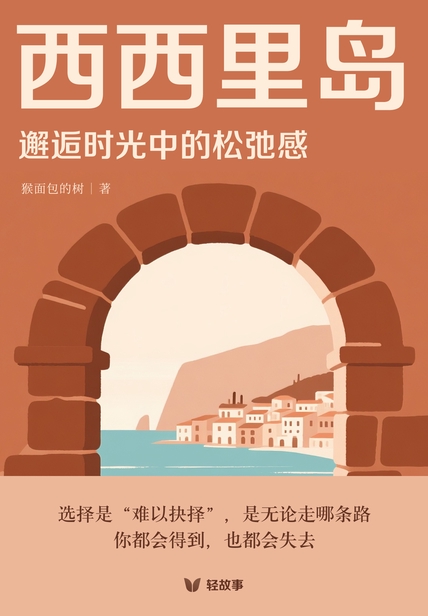 西西里岛
邂逅时光中的松弛感
猴面包的树｜著
选择是“难以抉择”，是无论走哪条路
你都会得到，也都会失去
轻故事